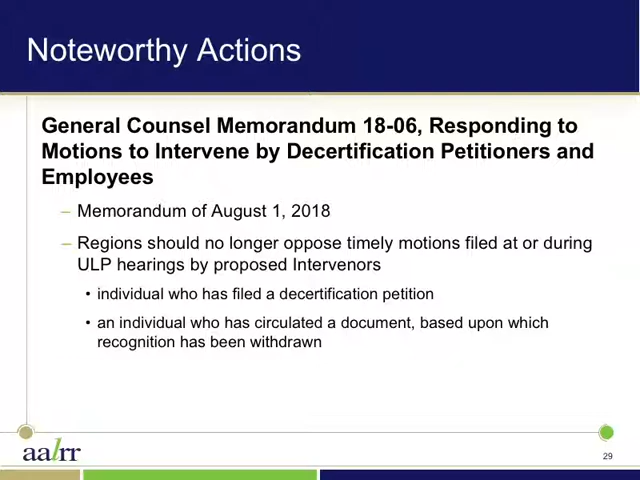 Noteworthy Actions
General Counsel Memorandum 18-06, Responding to
Motions to Intervene by Decertification Petitioners and
Employees
– Memorandum of August 1, 2018
– Regions should no longer oppose timely motions filed at or during
ULP hearings by proposed Intervenors
• individual who has filed a decertification petition
• an individual who has circulated a document, based upon which
recognition has been withdrawn
aalrr
29